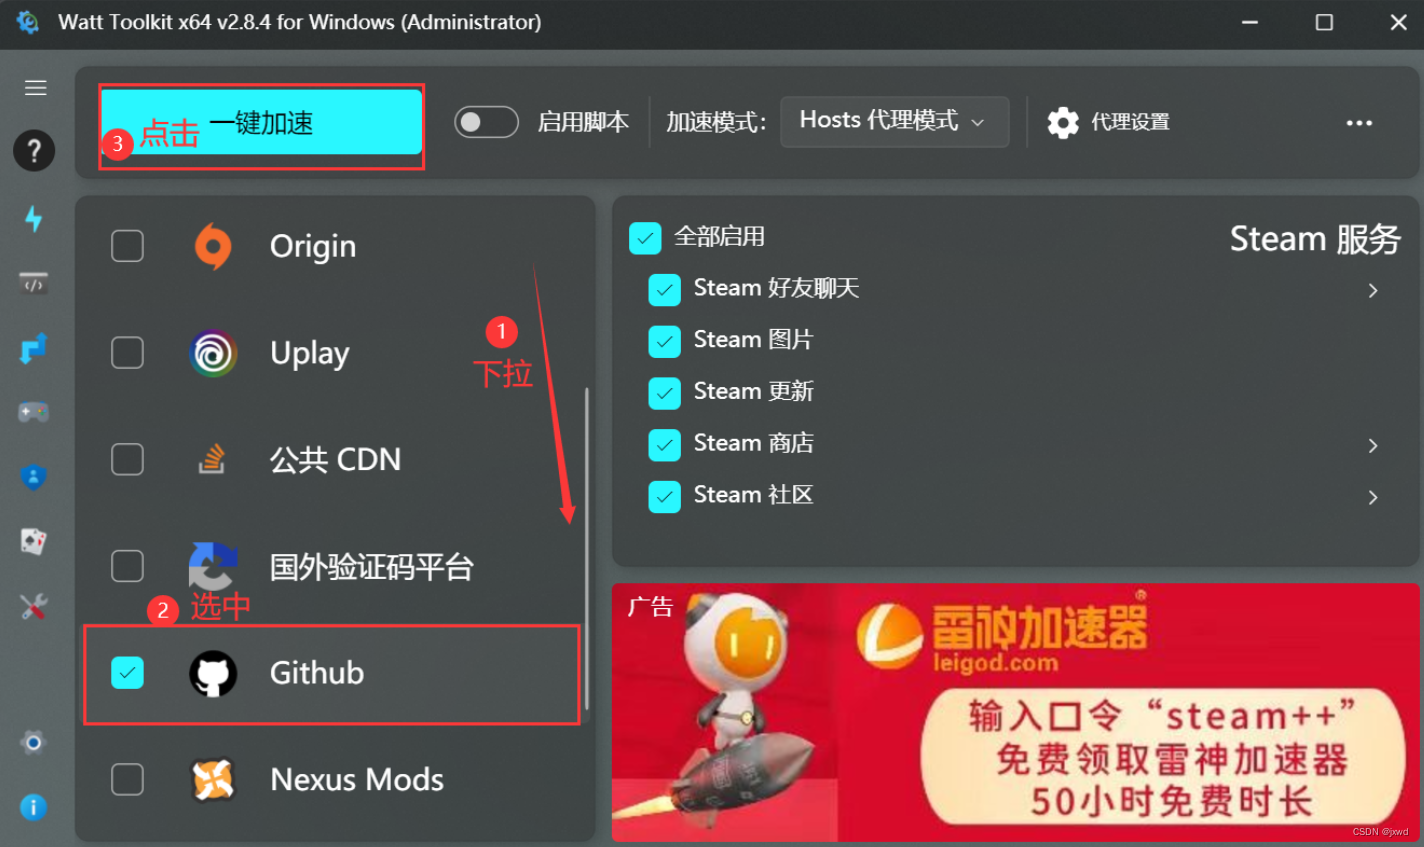 Watt Toolkit x64 v2.8.4 for Windows (Administrator)
一键加速
3 点击
启用脚本
加速模式:
Hosts 代理模式
代理设置
Origin
Uplay
1
下拉
公共 CDN
国外验证码平台
2 选中
Github
Nexus Mods
全部启用
Steam 服务
Steam 好友聊天
Steam 图片
Steam 更新
Steam 商店
Steam 社区
广告
雷神加速器®
leigod.com
输入口令“steam++”
免费领取雷神加速器
50小时免费时长
CSDN @jxwd